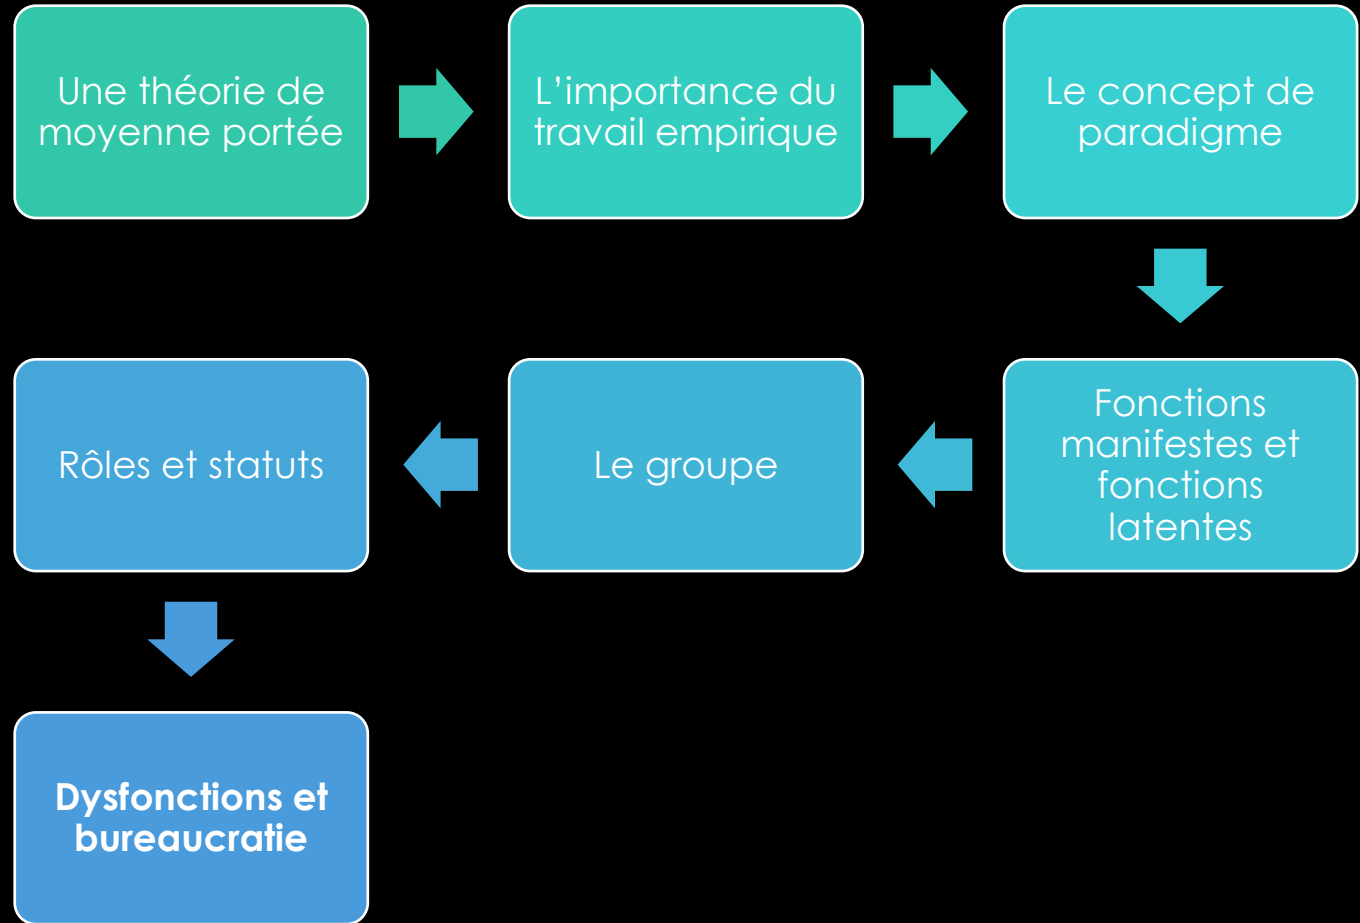 Une théorie de
moyenne portée
L'importance du
travail empirique
Le concept de
paradigme
Fonctions
manifestes et
fonctions
latentes
Le groupe
Rôles et statuts
Dysfonctions et
bureaucratie